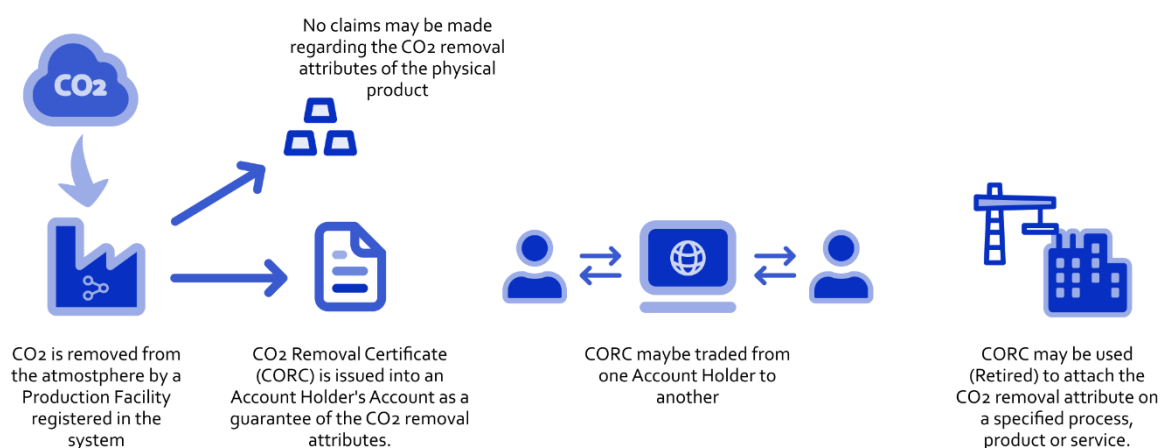 No claims may be made
regarding the CO2 removal
attributes of the physical
product
CO2
CO2 is removed from
the atmostphere by a
Production Facility
registered in the
system
CO2 Removal Certificate
(CORC) is issued into an
Account Holder's Account as a
guarantee of the CO2 removal
attributes.
CORC maybe traded from
one Account Holder to
another
CORC may be used
(Retired) to attach the
CO2 removal attribute on
a specified process,
product or service.